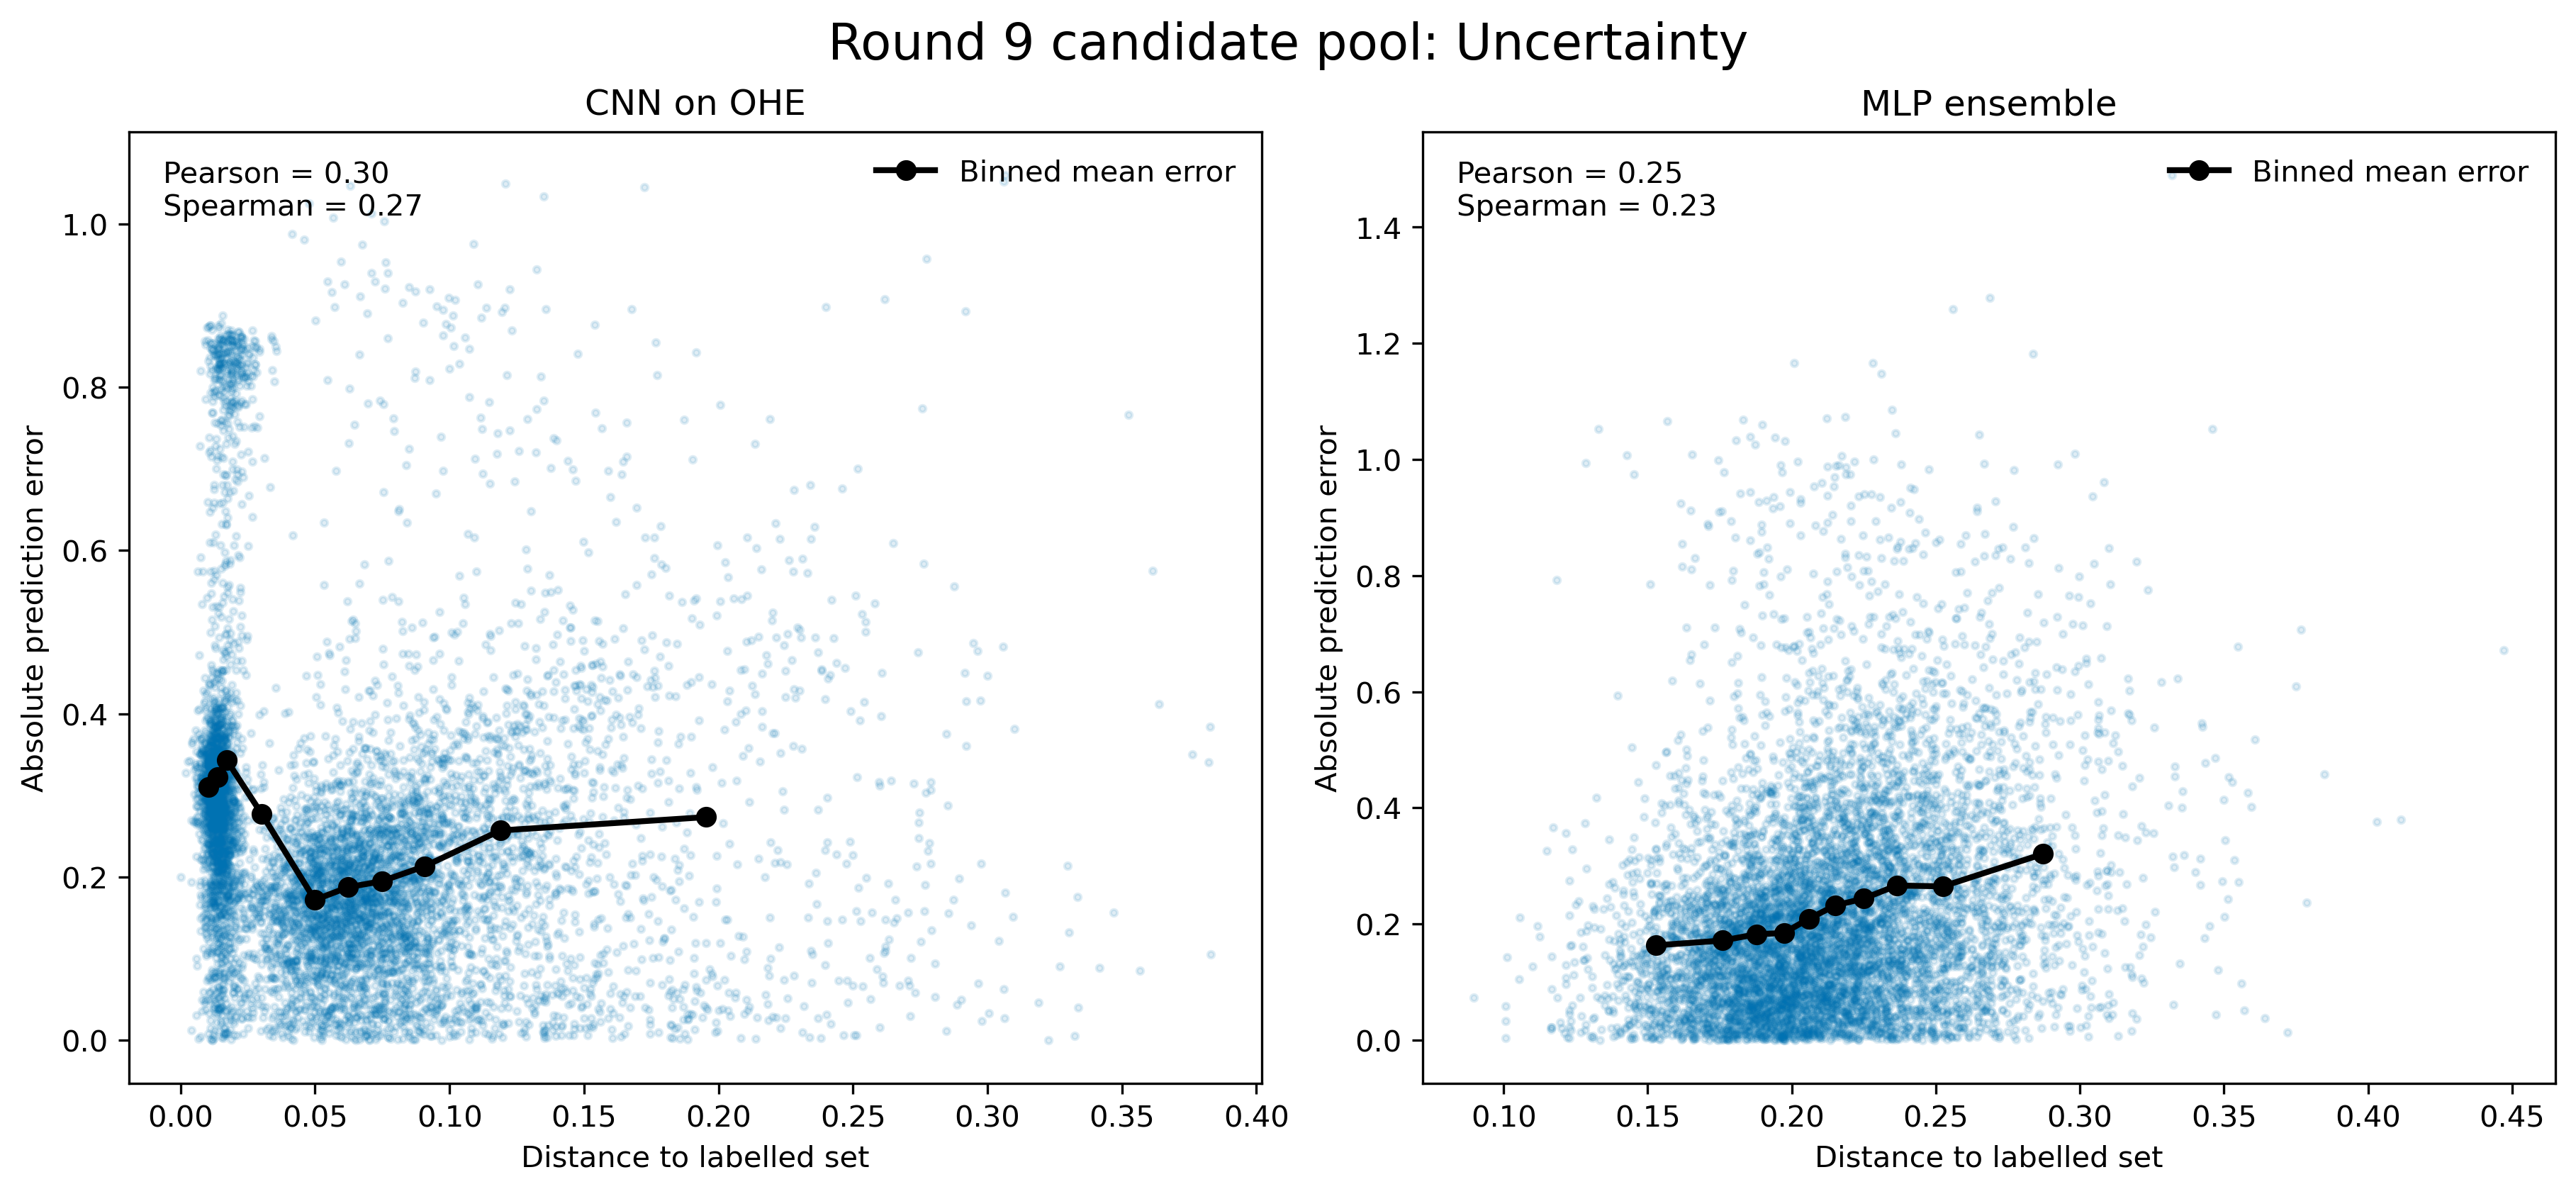 Round 9 candidate pool: Uncertainty
CNN on OHE
Pearson = 0.30
Spearman = 0.27
Binned mean error
Absolute prediction error
1.0
0.8
0.6
0.4
0.2
0.0
0.00 0.05 0.10 0.15 0.20 0.25 0.30 0.35 0.40
Distance to labelled set
MLP ensemble
Pearson = 0.25
Spearman = 0.23
Binned mean error
Absolute prediction error
1.4
1.2
1.0
0.8
0.6
0.4
0.2
0.0
0.10 0.15 0.20 0.25 0.30 0.35 0.40 0.45
Distance to labelled set